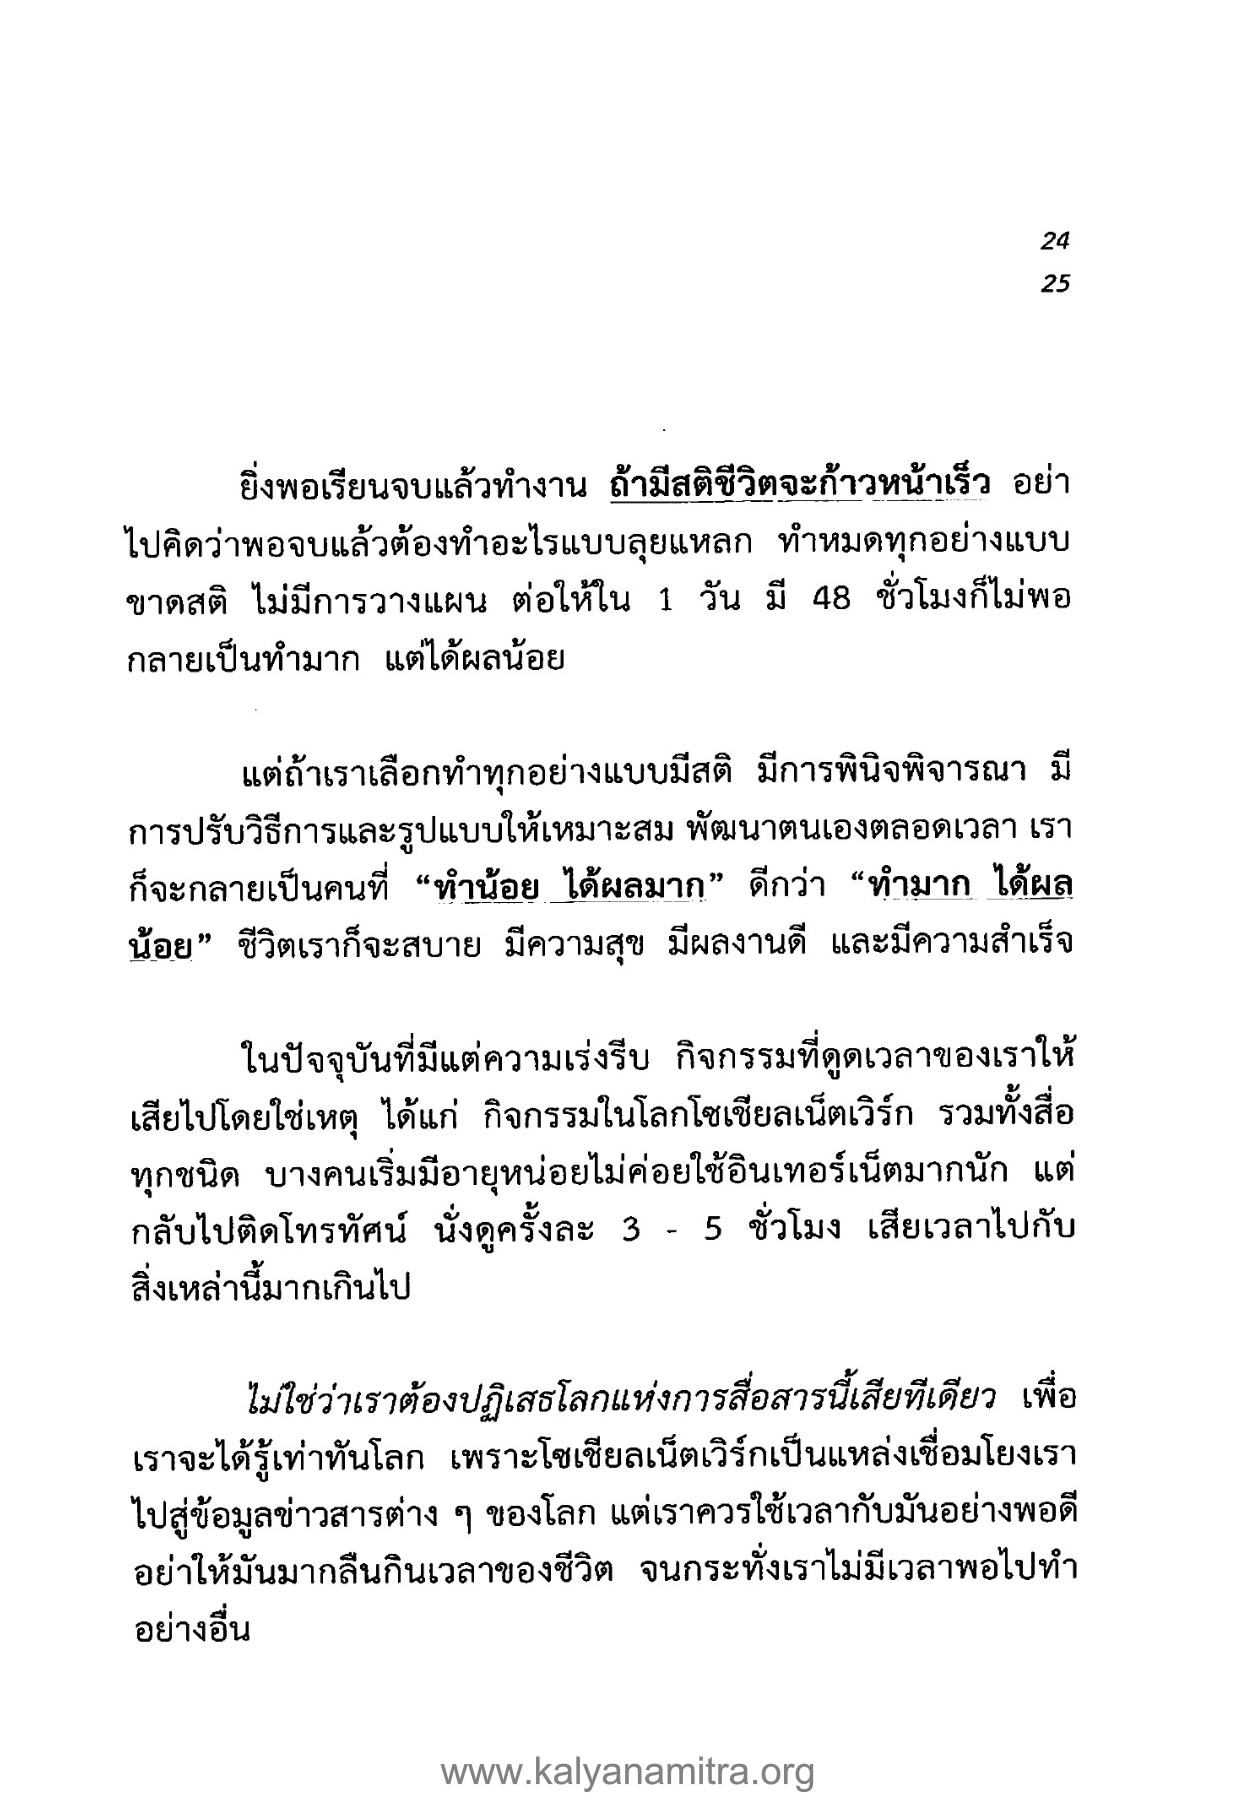 24
25
ยิ่งพอเรียนจบแล้วทำงาน ถ้ามีสติชีวิตจะก้าวหน้าเร็ว อย่า
ไปคิดว่าพอจบแล้วต้องทำอะไรแบบลุยแหลก ทำหมดทุกอย่างแบบ
ขาดสติ ไม่มีการวางแผน ต่อให้ใน 1 วัน มี 48 ชั่วโมงก็ไม่พอ
กลายเป็นทำมาก แต่ได้ผลน้อย
แต่ถ้าเราเลือกทำทุกอย่างแบบมีสติ มีการพินิจพิจารณา มี
การปรับวิธีการและรูปแบบให้เหมาะสม พัฒนาตนเองตลอดเวลา เรา
ก็จะกลายเป็นคนที่ “ทำน้อย ได้ผลมาก” ดีกว่า “ทำมาก ได้ผล
น้อย” ชีวิตเราก็จะสบาย มีความสุข มีผลงานดี และมีความสำเร็จ
ในปัจจุบันที่มีแต่ความเร่งรีบ กิจกรรมที่ดูดเวลาของเราให้
เสียไปโดยใช่เหตุ ได้แก่ กิจกรรมในโลกโซเชียลเน็ตเวิร์ก รวมทั้งสื่อ
ทุกชนิด บางคนเริ่มมีอายุหน่อยไม่ค่อยใช้อินเทอร์เน็ตมากนัก แต่
กลับไปติดโทรทัศน์ นั่งดูครั้งละ 3 - 5 ชั่วโมง เสียเวลาไปกับ
สิ่งเหล่านี้มากเกินไป
ไม่ใช่ว่าเราต้องปฏิเสธโลกแห่งการสื่อสารนี้เสียทีเดียว เพื่อ
เราจะได้รู้เท่าทันโลก เพราะโซเชียลเน็ตเวิร์กเป็นแหล่งเชื่อมโยงเรา
ไปสู่ข้อมูลข่าวสารต่าง ๆ ของโลก แต่เราควรใช้เวลากับมันอย่างพอดี
อย่าให้มันมากลืนกินเวลาของชีวิต จนกระทั่งเราไม่มีเวลาพอไปทำ
อย่างอื่น
www.kalyanamitra.org